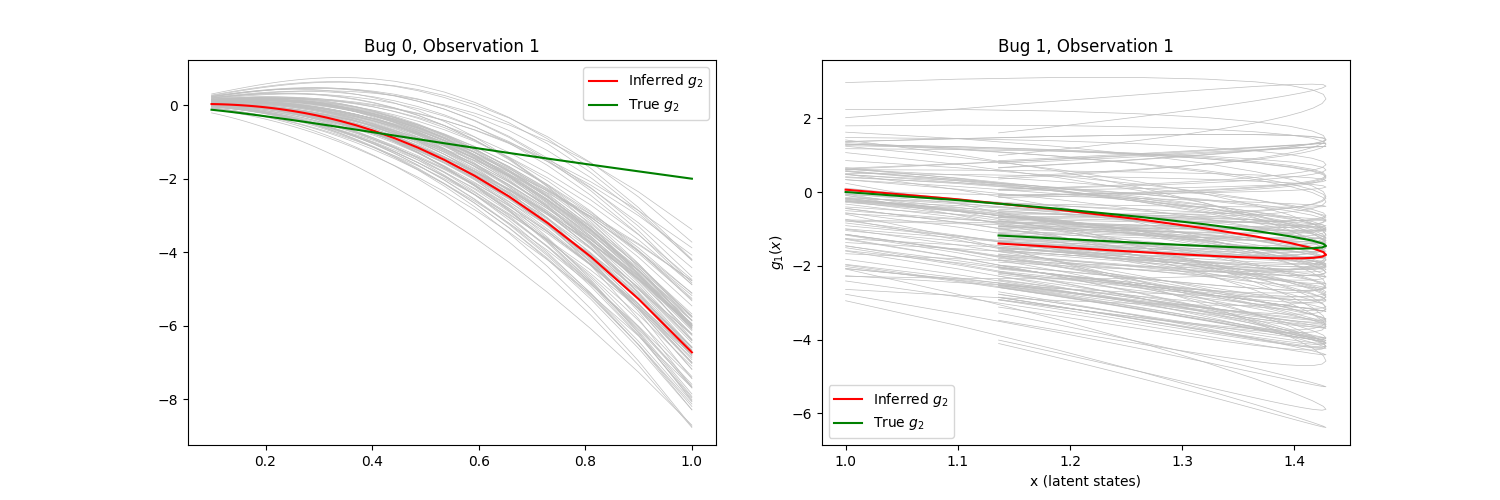 Bug 0, Observation 1
Inferred g₂
True g₂
0
−2
−4
−6
−8
0.2 0.4 0.6 0.8 1.0
Bug 1, Observation 1
g₁(x)
2
0
−2
−4
−6
Inferred g₂
True g₂
1.0 1.1 1.2 1.3 1.4
x (latent states)